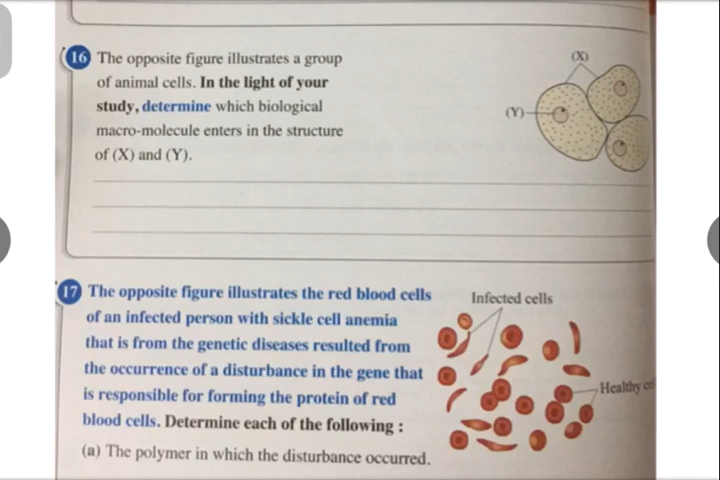 16 The opposite figure illustrates a group
of animal cells. In the light of your
study, determine which biological
macro-molecule enters in the structure
of (X) and (Y).
(X)
(Y)
17 The opposite figure illustrates the red blood cells
of an infected person with sickle cell anemia
that is from the genetic diseases resulted from
the occurrence of a disturbance in the gene that
is responsible for forming the protein of red
blood cells. Determine each of the following :
(a) The polymer in which the disturbance occurred.
Infected cells
Healthy